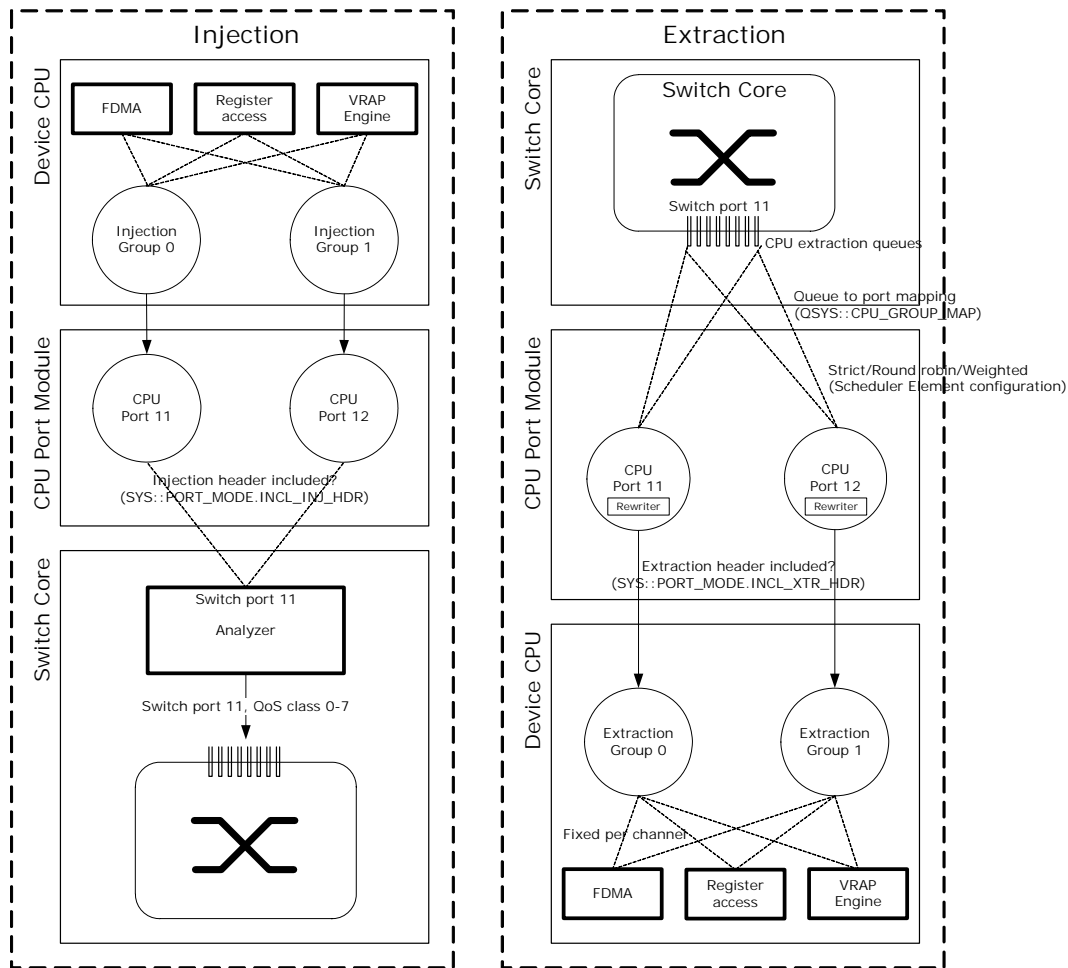 Injection
Device CPU
FDMA
Register
access
VRAP
Engine
Injection
Group 0
Injection
Group 1
CPU Port Module
CPU
Port 11
CPU
Port 12
Injection header included?
(SYS::PORT_MODE.INCL_INJ_HDR)
Switch Core
Switch port 11
Analyzer
Switch port 11, QoS class 0-7
Extraction
Switch Core
Switch Core
Switch port 11
CPU extraction queues
Queue to port mapping
(QSYS::CPU_GROUP_MAP)
CPU Port Module
Strict/Round robin/Weighted
(Scheduler Element configuration)
CPU
Port 11
Rewriter
CPU
Port 12
Rewriter
Extraction header included?
(SYS::PORT_MODE.INCL_XTR_HDR)
Device CPU
Extraction
Group 0
Extraction
Group 1
Fixed per channel
FDMA
Register
access
VRAP
Engine